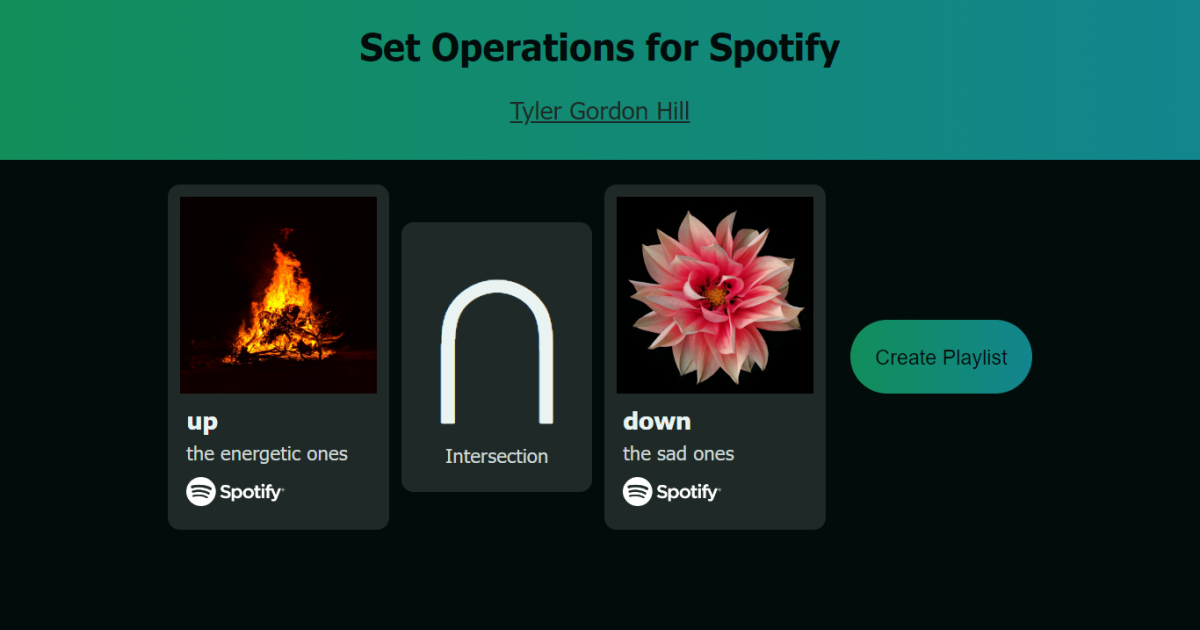 Set Operations for Spotify
Tyler Gordon Hill
up
the energetic ones
Spotify
Intersection
down
the sad ones
Spotify
Create Playlist